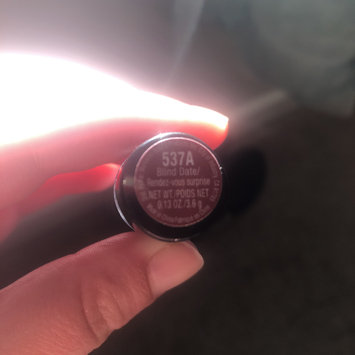 537A
Blind Date/
Rendez-vous surprise
NET WT./POIDS NET
0.13 OZ./3.6 g